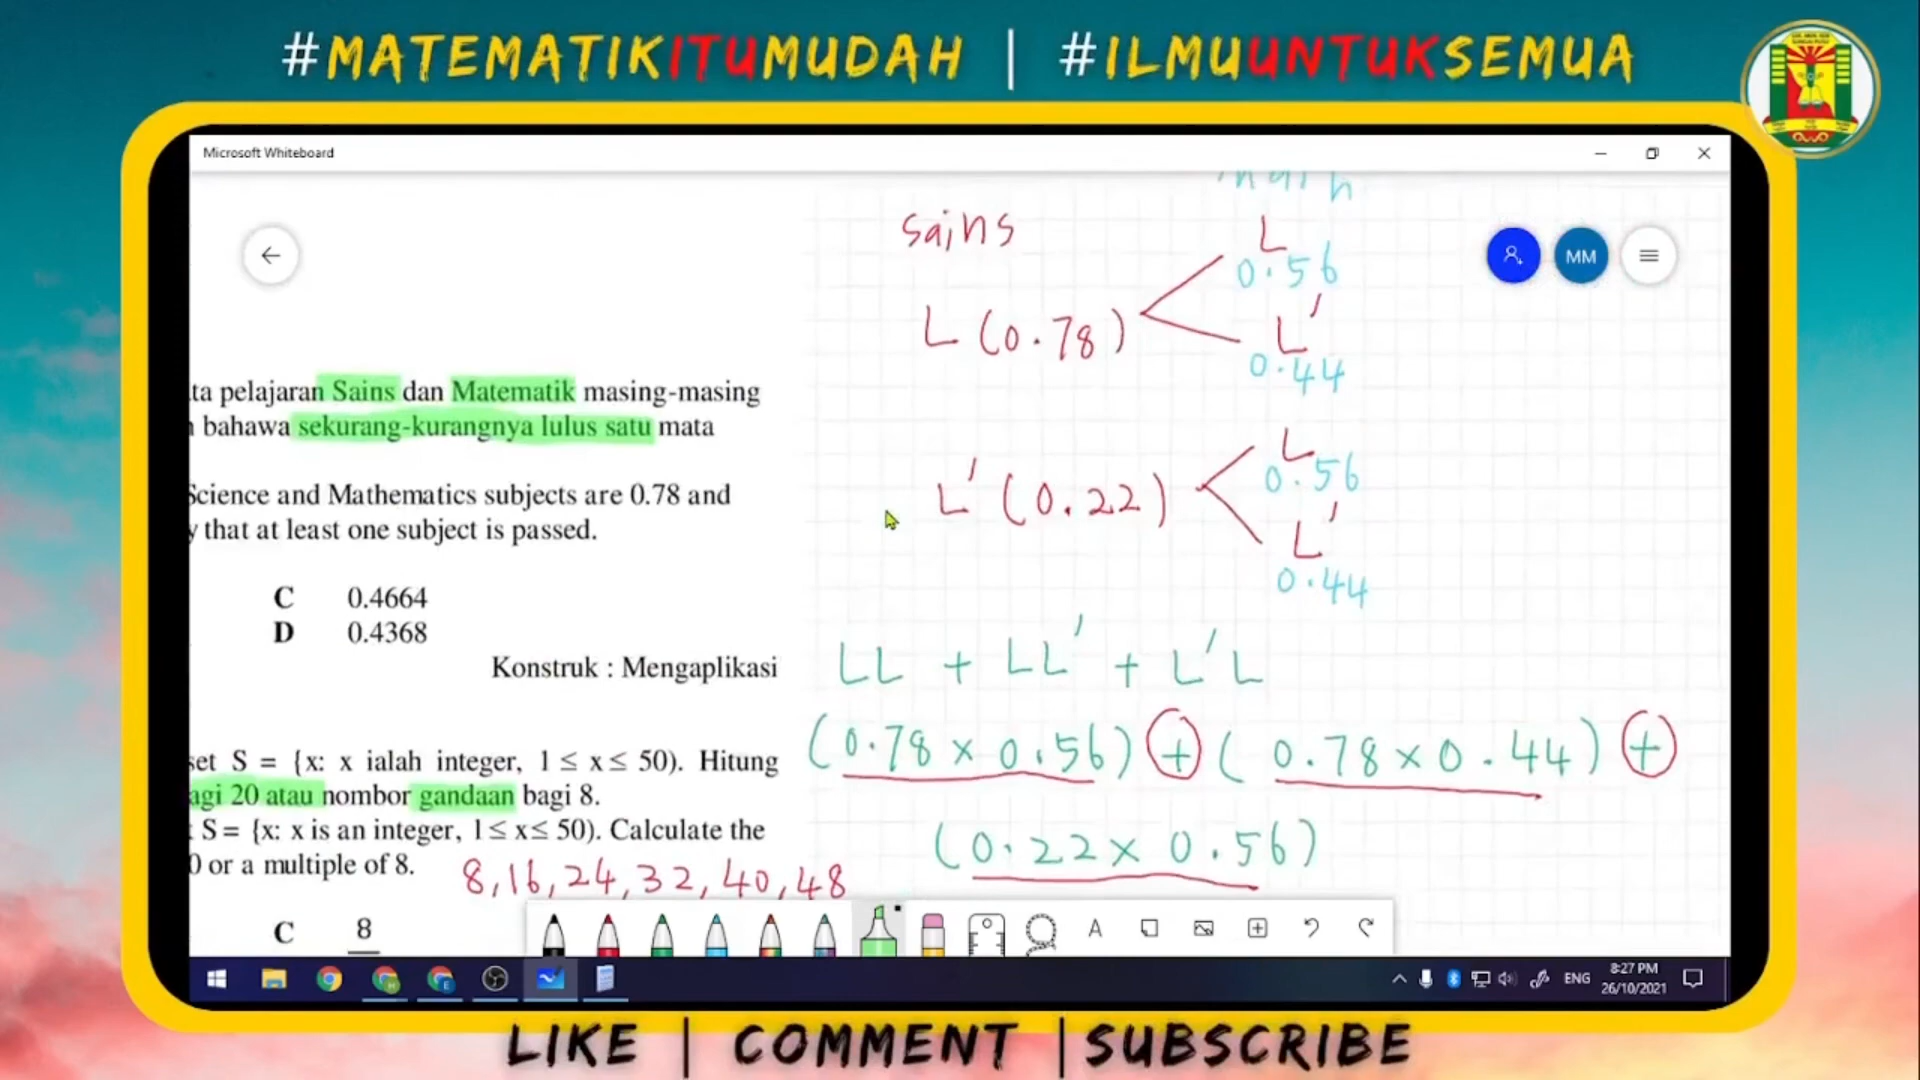 #MATEMATIKITUMUDAH | #ILMUUNTUKSEMUA
Microsoft Whiteboard
MM
ta pelajaran Sains dan Matematik masing-masing
bahawa sekurang-kurangnya lulus satu mata
Science and Mathematics subjects are 0.78 and
y that at least one subject is passed.
C 0.4664
D 0.4368
Konstruk : Mengaplikasi
set S = {x: x ialah integer, 1 ≤ x ≤ 50). Hitung
agi 20 atau nombor gandaan bagi 8.
S = {x: x is an integer, 1 ≤ x ≤ 50). Calculate the
0 or a multiple of 8.
8,16,24,32,40,48
C 8
math
sains
L
0.56
L (0.78)
L'
0.44
L
0.56
L' (0.22)
L'
0.44
LL + LL' + L'L
(0.78 × 0.56) + (0.78 × 0.44) +
(0.22 × 0.56)
A
ENG
8:27 PM
26/10/2021
LIKE | COMMENT | SUBSCRIBE